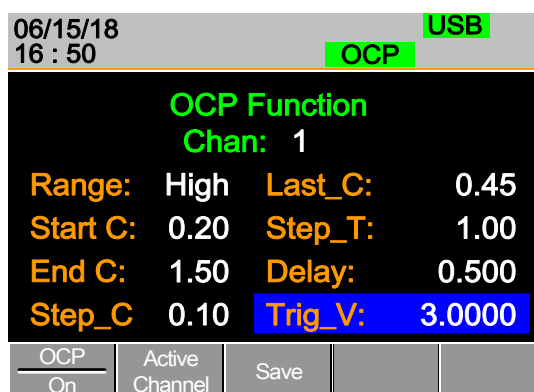 06/15/18
USB
16 : 50
OCP
OCP Function
Chan: 1
Range: High Last_C: 0.45
Start C: 0.20 Step_T: 1.00
End C: 1.50 Delay: 0.500
Step_C 0.10 Trig_V: 3.0000
OCP
On
Active
Channel
Save